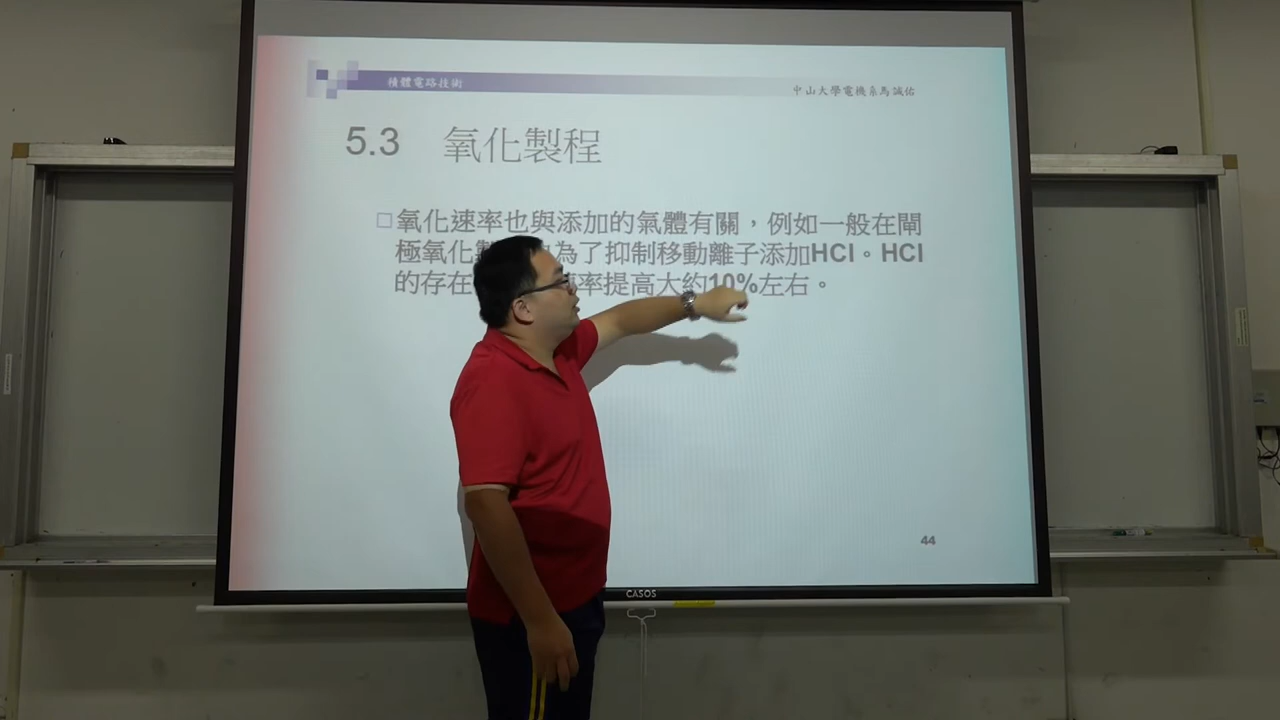 積體電路技術
中山大學電機系馬誠佑
5.3 氧化製程
氧化速率也與添加的氣體有關，例如一般在閘
極氧化製 為了抑制移動離子添加HCl。HCl
的存在 率提高大約10%左右。
44
CASOS